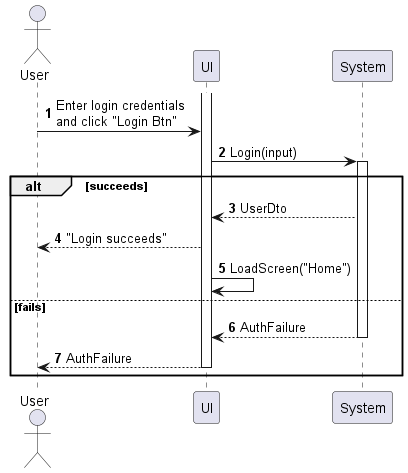 User
UI
System
1 Enter login credentials
and click "Login Btn"
2 Login(input)
alt [succeeds]
3 UserDto
4 "Login succeeds"
5 LoadScreen("Home")
[fails]
6 AuthFailure
7 AuthFailure
User
UI
System